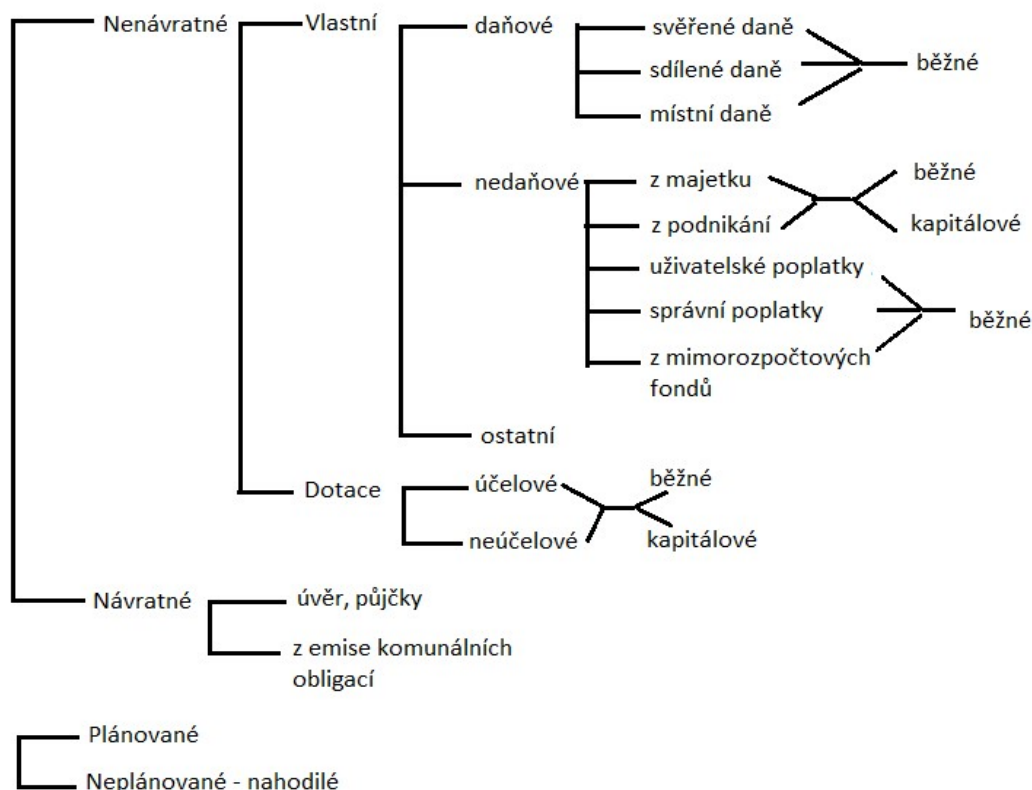 Nenávratné
Vlastní
daňové
svěřené daně
sdílené daně
místní daně
běžné
nedaňové
z majetku
z podnikání
běžné
kapitálové
uživatelské poplatky
správní poplatky
z mimorozpočtových
fondů
běžné
ostatní
Dotace
účelové
neúčelové
běžné
kapitálové
Návratné
úvěr, půjčky
z emise komunálních
obligací
Plánované
Neplánované - nahodilé